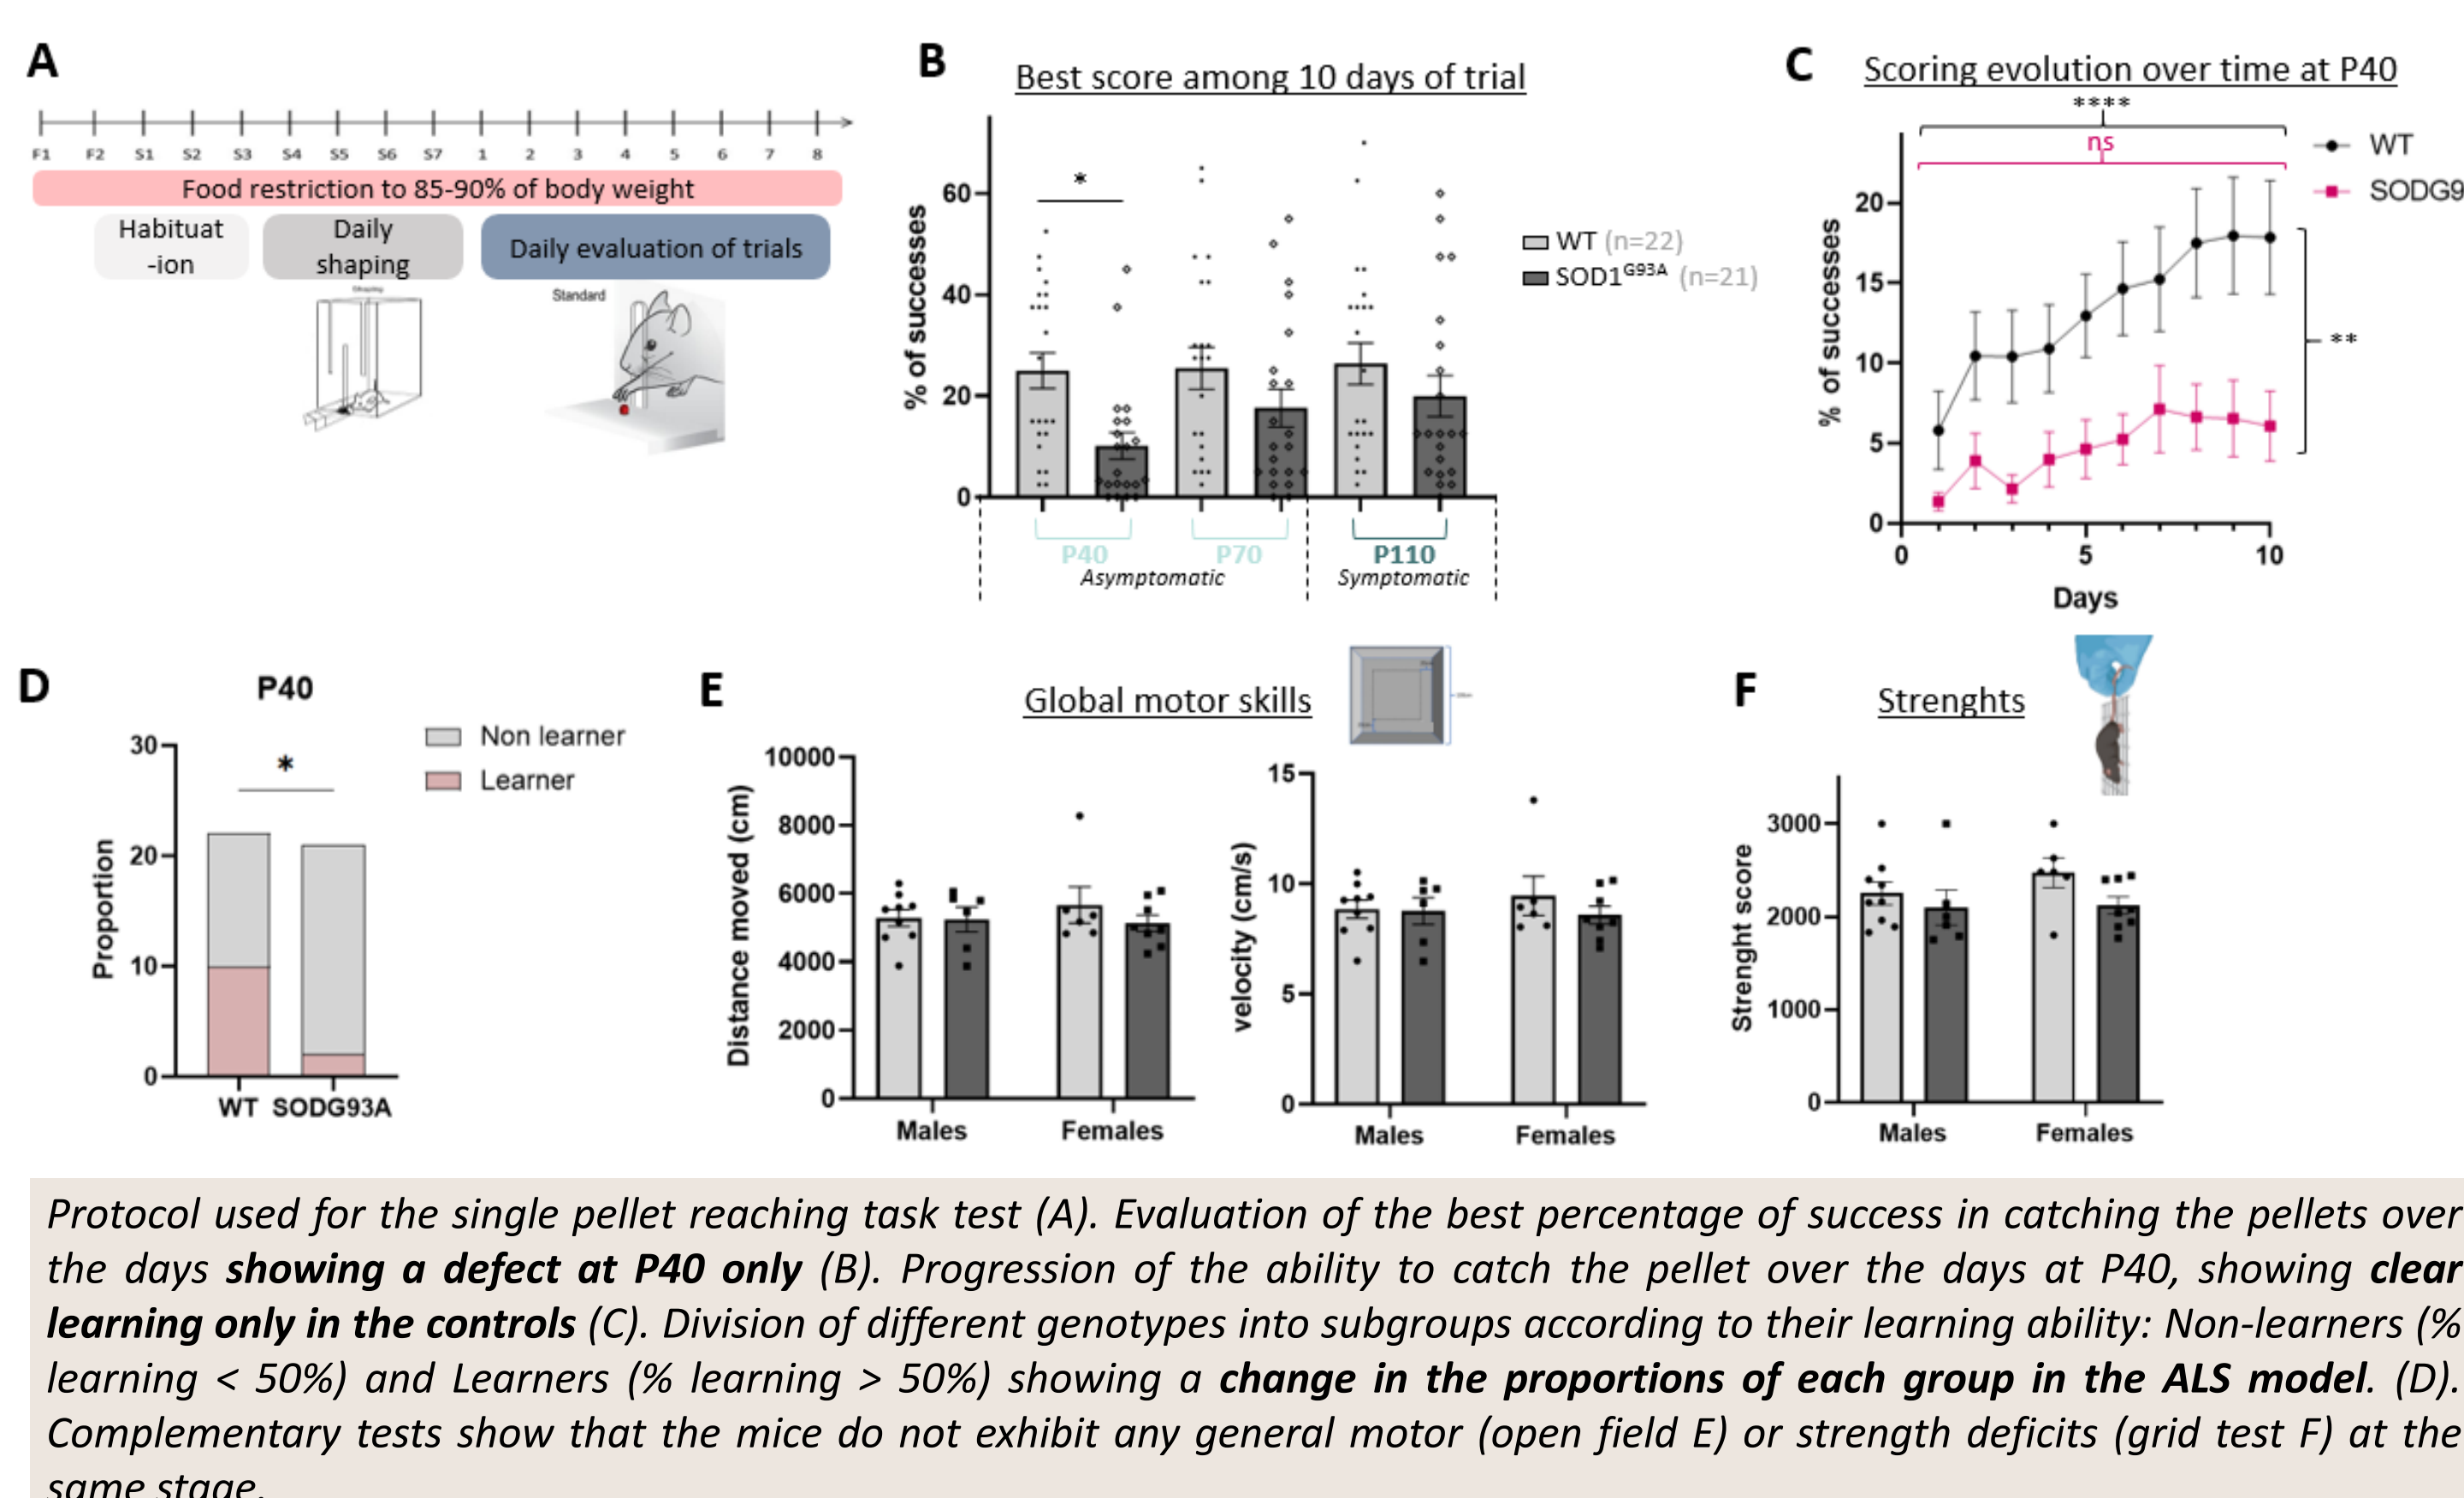 A
F1 F2 S1 S2 S3 S4 S5 S6 S7 1 2 3 4 5 6 7 8
Food restriction to 85-90% of body weight
Habituat
-ion
Daily
shaping
Daily evaluation of trials
Shaping
Standard
B
Best score among 10 days of trial
% of successes
60
40
20
0
*
WT (n=22)
SOD1G93A (n=21)
P40
P70
P110
Asymptomatic
Symptomatic
C
Scoring evolution over time at P40
****
ns
WT
SODG9
% of successes
20
15
10
5
0
**
0 5 10
Days
D
P40
Non learner
Learner
*
Proportion
30
20
10
0
WT SODG93A
E
Global motor skills
Distance moved (cm)
10000
8000
6000
4000
2000
0
Males Females
velocity (cm/s)
15
10
5
0
Males Females
F
Strenghts
Strenght score
3000
2000
1000
0
Males Females
Protocol used for the single pellet reaching task test (A). Evaluation of the best percentage of success in catching the pellets over
the days showing a defect at P40 only (B). Progression of the ability to catch the pellet over the days at P40, showing clear
learning only in the controls (C). Division of different genotypes into subgroups according to their learning ability: Non-learners (%
learning < 50%) and Learners (% learning > 50%) showing a change in the proportions of each group in the ALS model. (D).
Complementary tests show that the mice do not exhibit any general motor (open field E) or strength deficits (grid test F) at the
same stage.